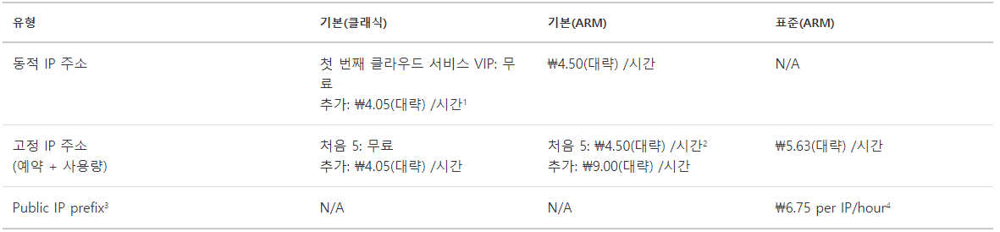 유형 기본(클래식) 기본(ARM) 표준(ARM)
동적 IP 주소 첫 번째 클라우드 서비스 VIP: 무 ₩4.50(대략) /시간 N/A
료
추가: ₩4.05(대략) /시간¹
고정 IP 주소 처음 5: 무료 처음 5: ₩4.50(대략) /시간² ₩5.63(대략) /시간
(예약 + 사용량) 추가: ₩4.05(대략) /시간 추가: ₩9.00(대략) /시간
Public IP prefix³ N/A N/A ₩6.75 per IP/hour⁴